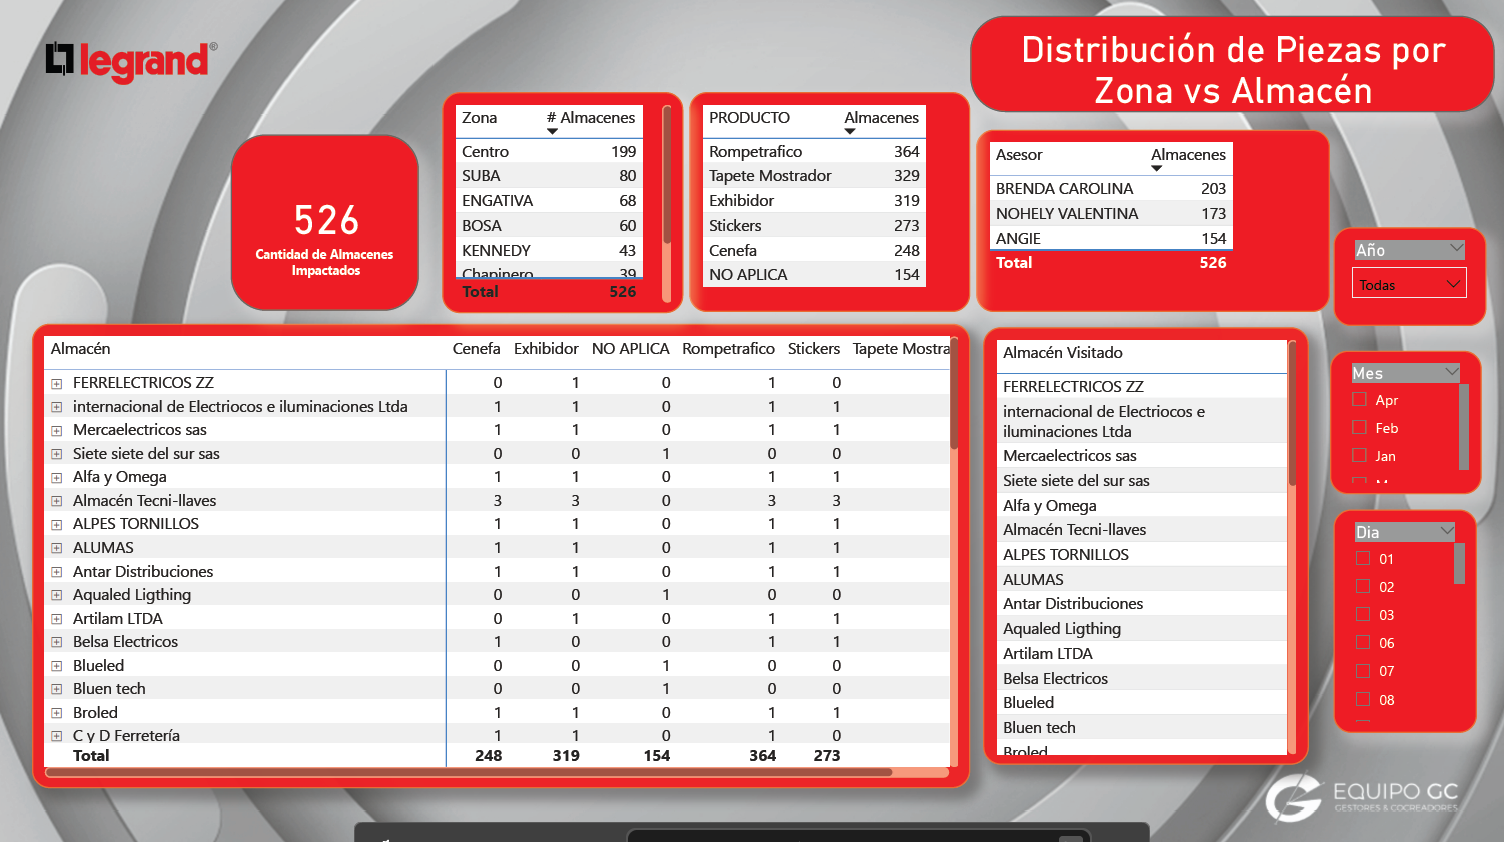 legrand®
Distribución de Piezas por
Zona vs Almacén
526
Cantidad de Almacenes
Impactados
Zona # Almacenes
Centro 199
SUBA 80
ENGATIVA 68
BOSA 60
KENNEDY 43
Chapinero 39
Total 526
PRODUCTO Almacenes
Rompetrafico 364
Tapete Mostrador 329
Exhibidor 319
Stickers 273
Cenefa 248
NO APLICA 154
Asesor Almacenes
BRENDA CAROLINA 203
NOHELY VALENTINA 173
ANGIE 154
Total 526
Año
Todas
Mes
Apr
Feb
Jan
Dia
01
02
03
06
07
08
Almacén Cenefa Exhibidor NO APLICA Rompetrafico Stickers Tapete Mostra
FERRELECTRICOS ZZ 0 1 0 1 0
internacional de Electriocos e iluminaciones Ltda 1 1 0 1 1
Mercaelectricos sas 1 1 0 1 1
Siete siete del sur sas 0 0 1 0 0
Alfa y Omega 1 1 0 1 1
Almacén Tecni-llaves 3 3 0 3 3
ALPES TORNILLOS 1 1 0 1 1
ALUMAS 1 1 0 1 1
Antar Distribuciones 1 1 0 1 1
Aqualed Ligthing 0 0 1 0 0
Artilam LTDA 0 1 0 1 1
Belsa Electricos 1 0 0 1 1
Blueled 0 0 1 0 0
Bluen tech 0 0 1 0 0
Broled 1 1 0 1 1
C y D Ferretería 1 1 0 1 0
Total 248 319 154 364 273
Almacén Visitado
FERRELECTRICOS ZZ
internacional de Electriocos e
iluminaciones Ltda
Mercaelectricos sas
Siete siete del sur sas
Alfa y Omega
Almacén Tecni-llaves
ALPES TORNILLOS
ALUMAS
Antar Distribuciones
Aqualed Ligthing
Artilam LTDA
Belsa Electricos
Blueled
Bluen tech
Broled
EQUIPO GC
GESTORES & COCREADORES